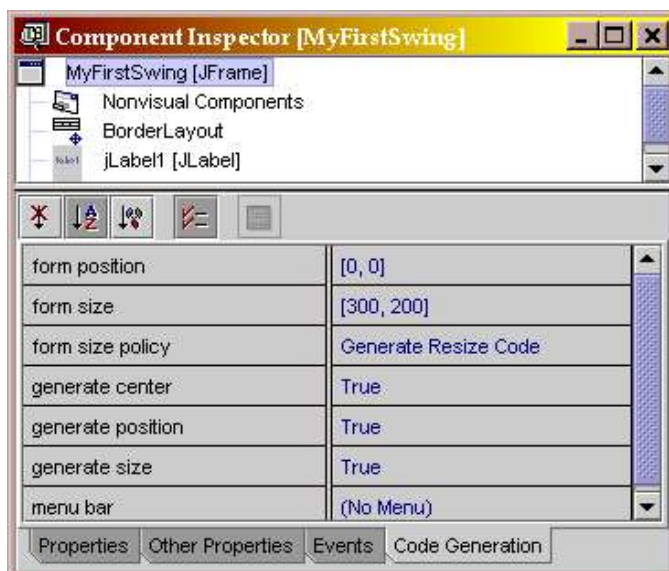 Component Inspector [MyFirstSwing]
MyFirstSwing [JFrame]
Nonvisual Components
BorderLayout
jLabel1 [JLabel]
form position [0, 0]
form size [300, 200]
form size policy Generate Resize Code
generate center True
generate position True
generate size True
menu bar (No Menu)
Properties Other Properties Events Code Generation